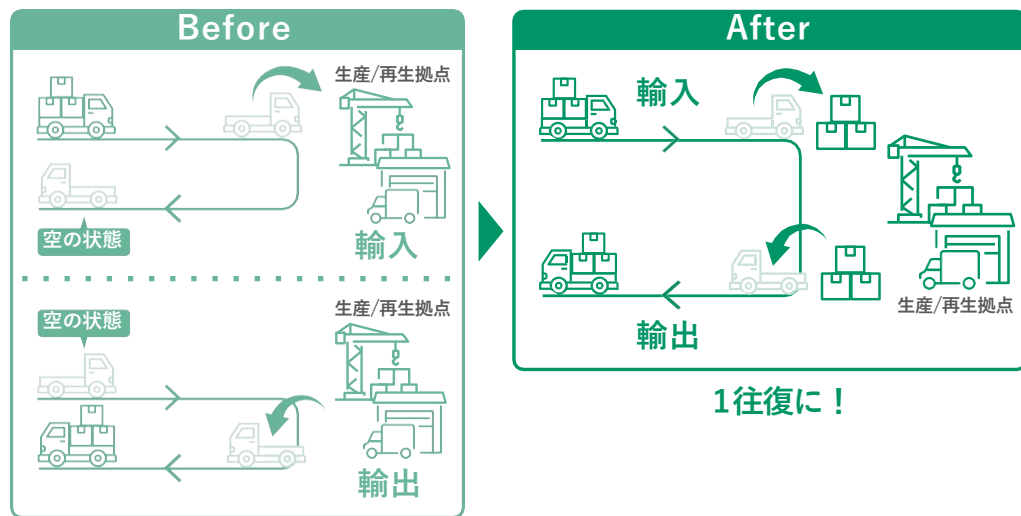 Before
生産/再生拠点
空の状態
輸入
空の状態
生産/再生拠点
輸出
After
輸入
生産/再生拠点
輸出
1往復に！